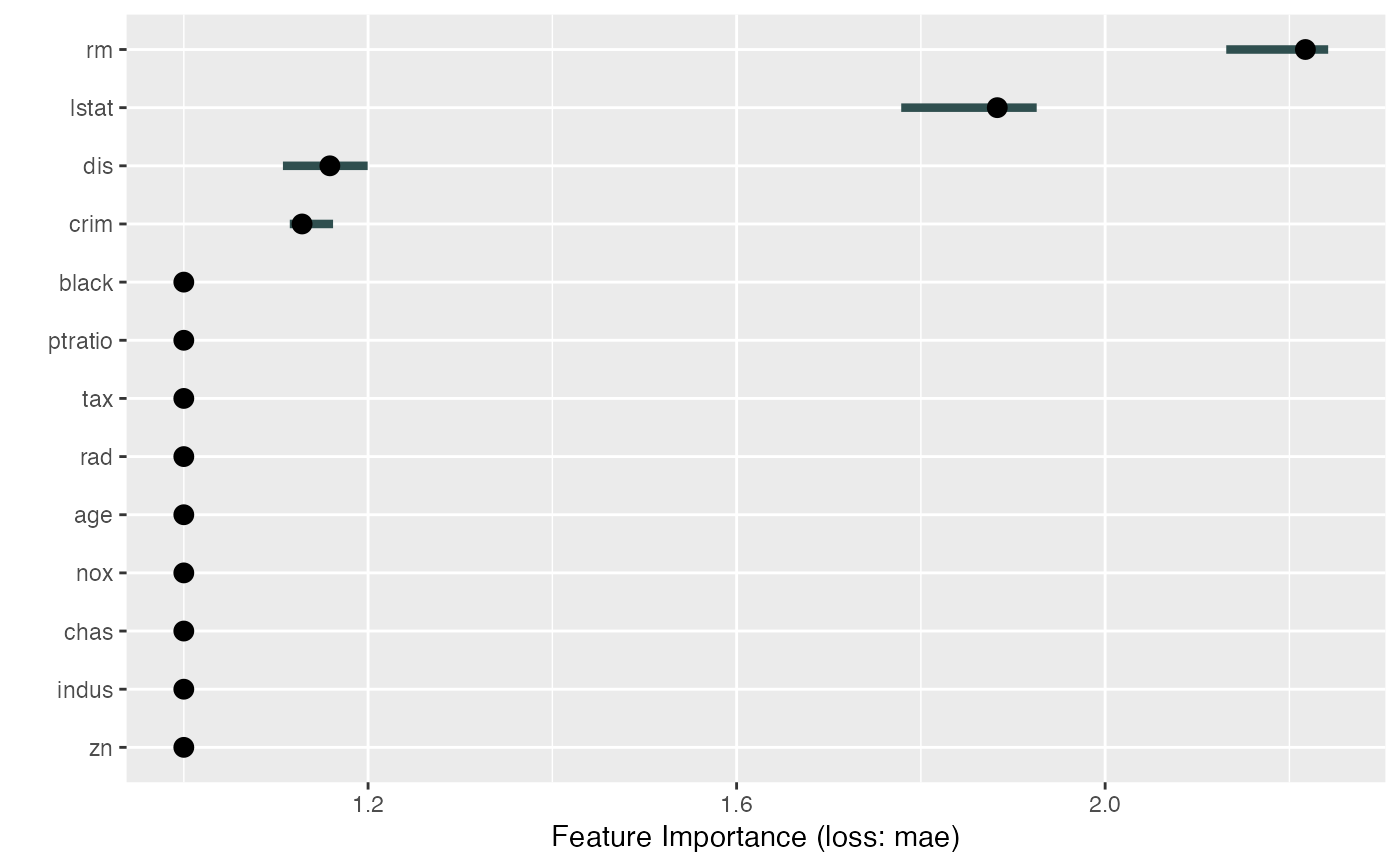 rm
lstat
dis
crim
black
ptratio
tax
rad
age
nox
chas
indus
zn
1.2 1.6 2.0
Feature Importance (loss: mae)